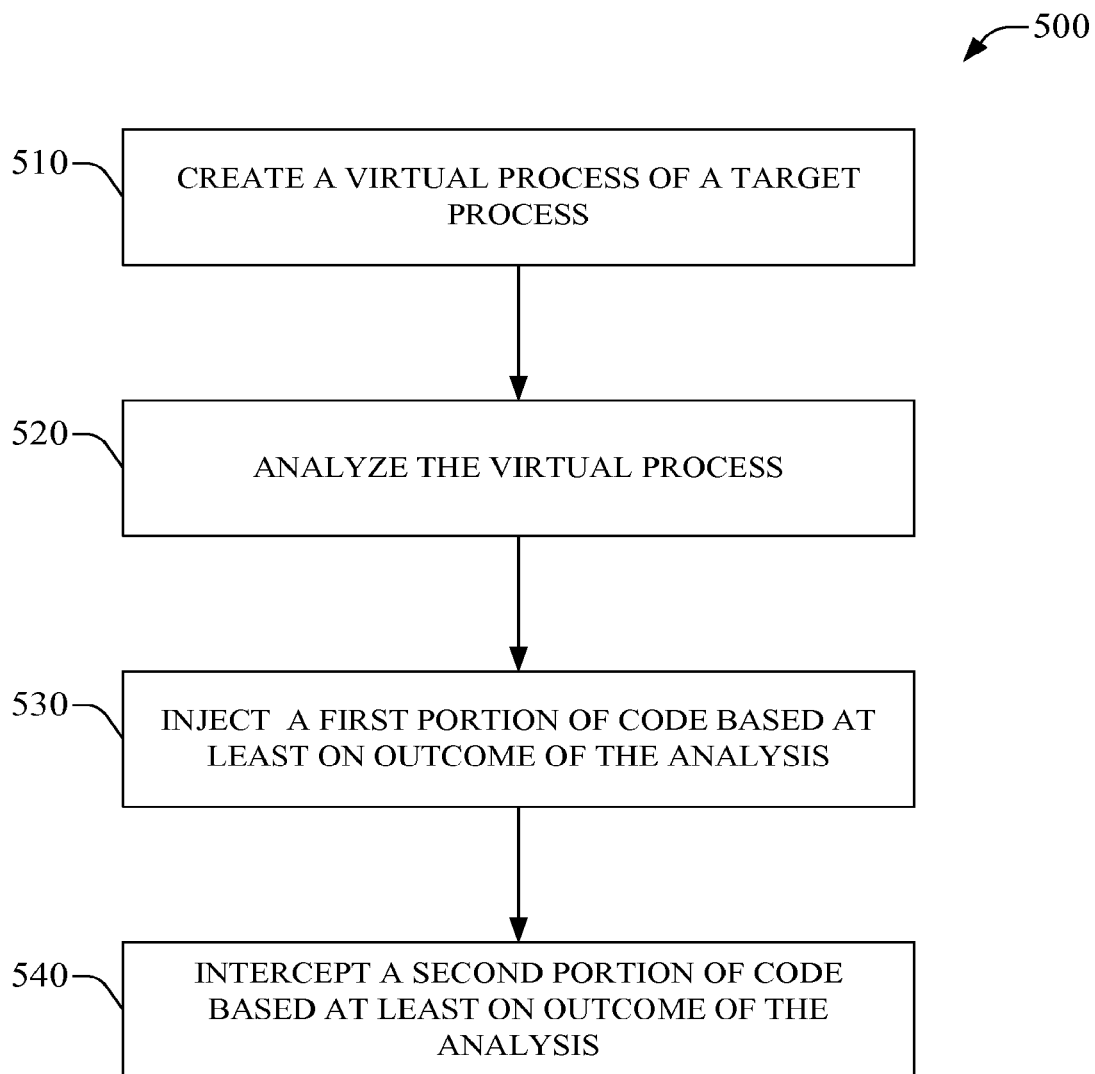 500
510
CREATE A VIRTUAL PROCESS OF A TARGET
PROCESS
520
ANALYZE THE VIRTUAL PROCESS
530
INJECT A FIRST PORTION OF CODE BASED AT
LEAST ON OUTCOME OF THE ANALYSIS
540
INTERCEPT A SECOND PORTION OF CODE
BASED AT LEAST ON OUTCOME OF THE
ANALYSIS